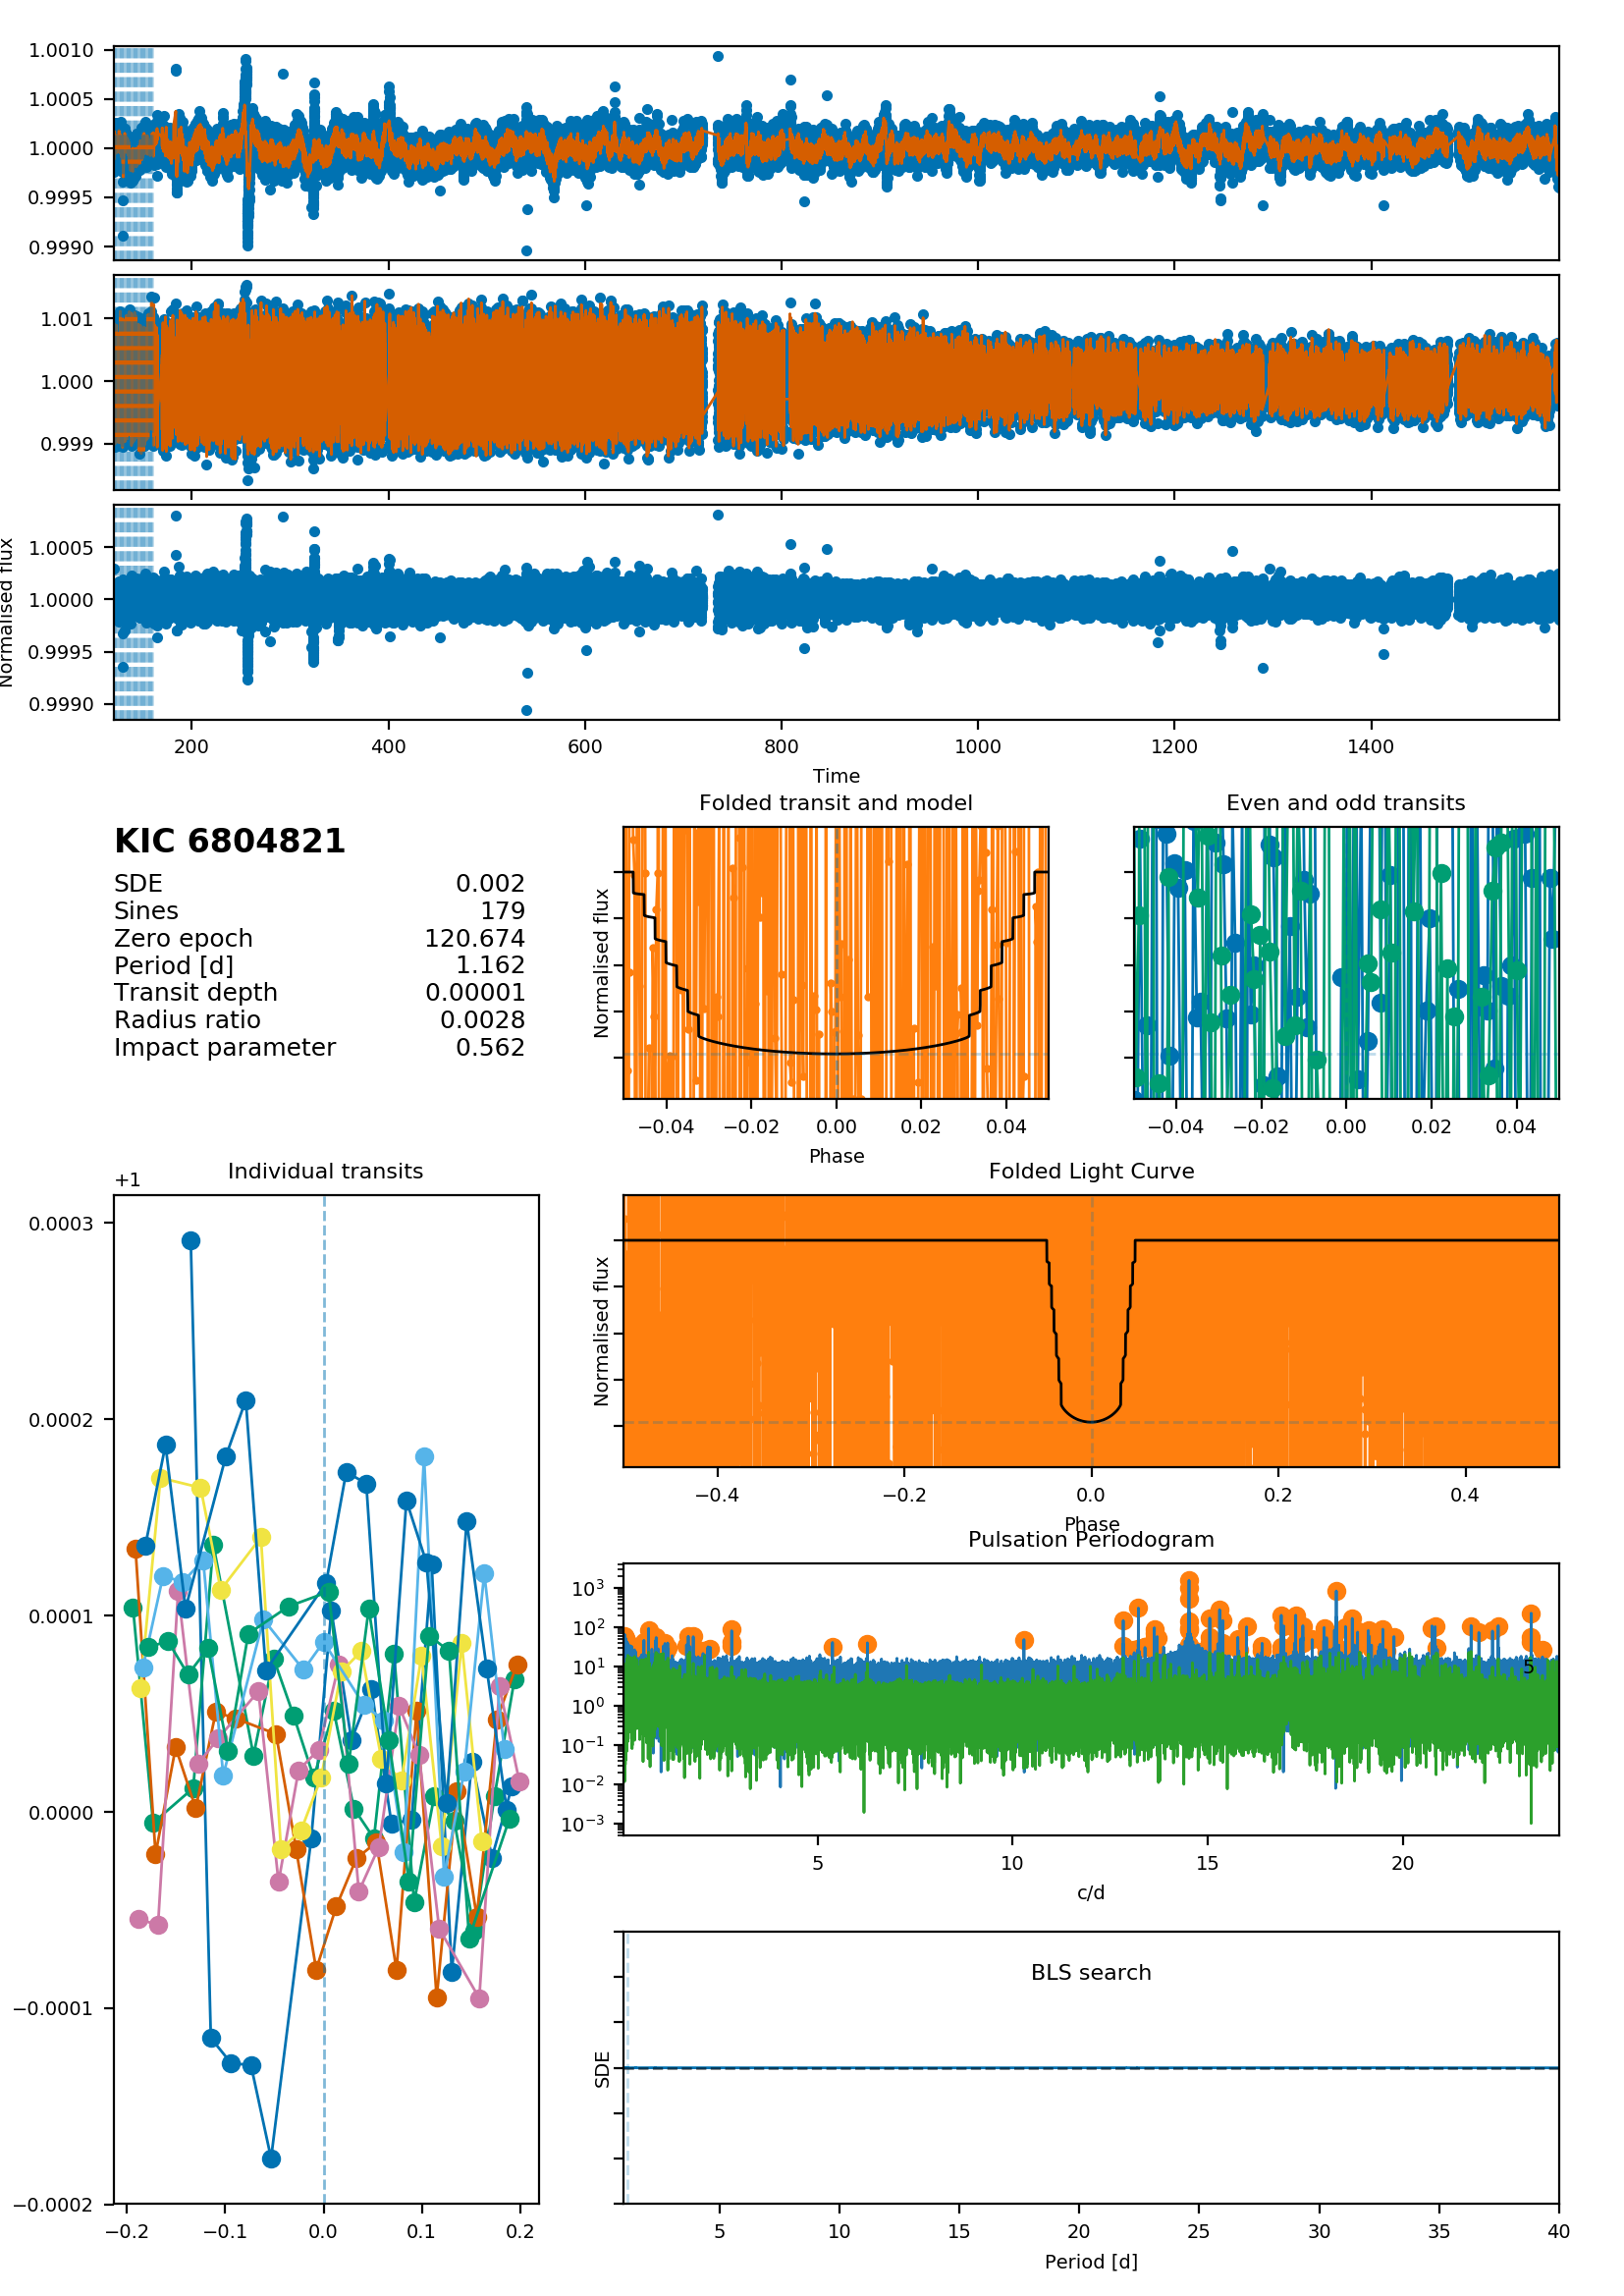 1.0010
1.0005
1.0000
0.9995
0.9990
1.001
1.000
0.999
1.0005
1.0000
0.9995
0.9990
Normalised flux
200 400 600 800 1000 1200 1400
Time
KIC 6804821
SDE 0.002
Sines 179
Zero epoch 120.674
Period [d] 1.162
Transit depth 0.00001
Radius ratio 0.0028
Impact parameter 0.562
Folded transit and model
Normalised flux
−0.04 −0.02 0.00 0.02 0.04
Phase
Even and odd transits
−0.04 −0.02 0.00 0.02 0.04
Individual transits
+1
0.0003
0.0002
0.0001
0.0000
−0.0001
−0.0002
−0.2 −0.1 0.0 0.1 0.2
Folded Light Curve
Normalised flux
−0.4 −0.2 0.0 0.2 0.4
Phase
Pulsation Periodogram
10³
10²
10¹
10⁰
10⁻¹
10⁻²
10⁻³
5
5 10 15 20
c/d
BLS search
SDE
5 10 15 20 25 30 35 40
Period [d]